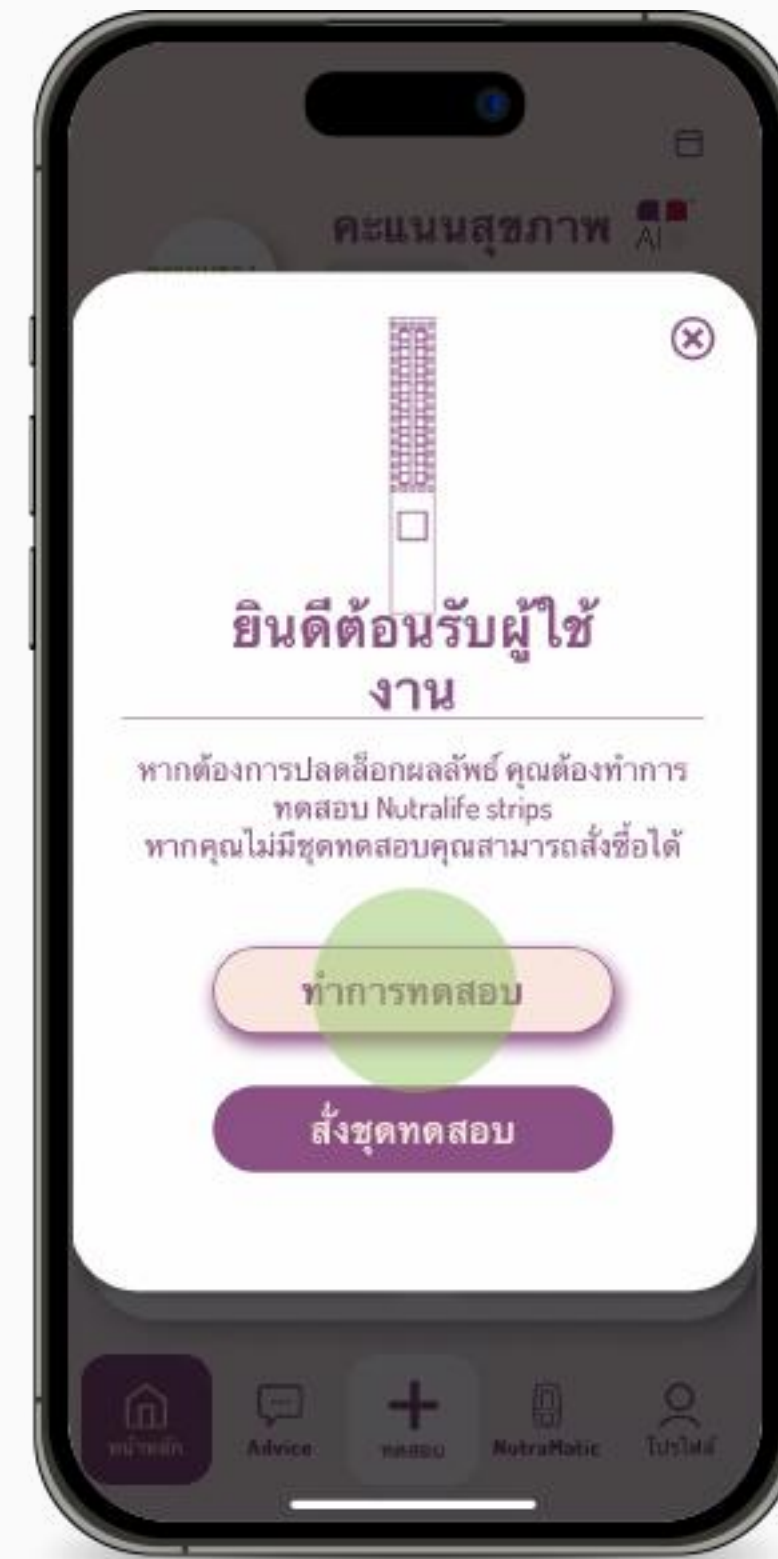 คะแนนสุขภาพ AI
ยินดีต้อนรับผู้ใช้
งาน
หากต้องการปลดล็อกผลลัพธ์ คุณต้องทำการ
ทดสอบ Nutralife strips
หากคุณไม่มีชุดทดสอบคุณสามารถสั่งซื้อได้
ทำการทดสอบ
สั่งชุดทดสอบ
หน้าหลัก
Advice
ทดสอบ
NutraMatic
โปรไฟล์